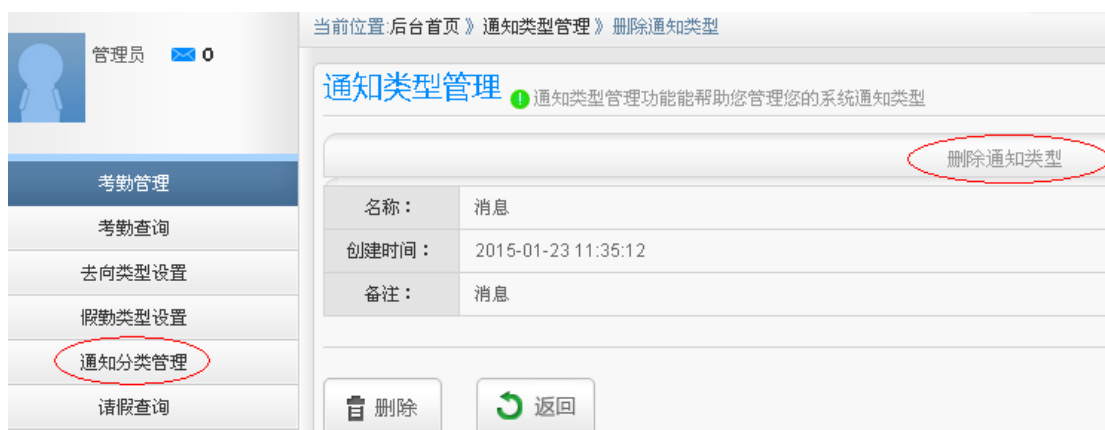 管理员 0
考勤管理
考勤查询
去向类型设置
假勤类型设置
通知分类管理
请假查询
当前位置:后台首页》通知类型管理》删除通知类型
通知类型管理 通知类型管理功能能帮助您管理您的系统通知类型
删除通知类型
名称： 消息
创建时间： 2015-01-23 11:35:12
备注： 消息
删除 返回